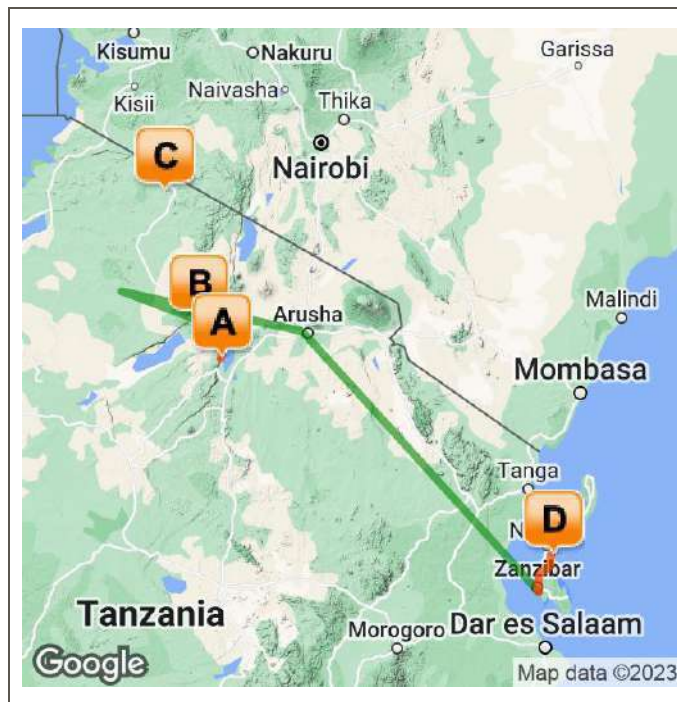 Kisumu
Nakuru
Garissa
Kisii
Naivasha
Thika
C
Nairobi
B
A
Arusha
Malindi
Mombasa
Tanga
N
D
Zanzibar
Tanzania
Morogoro
Dar es Salaam
Google
Map data ©2023